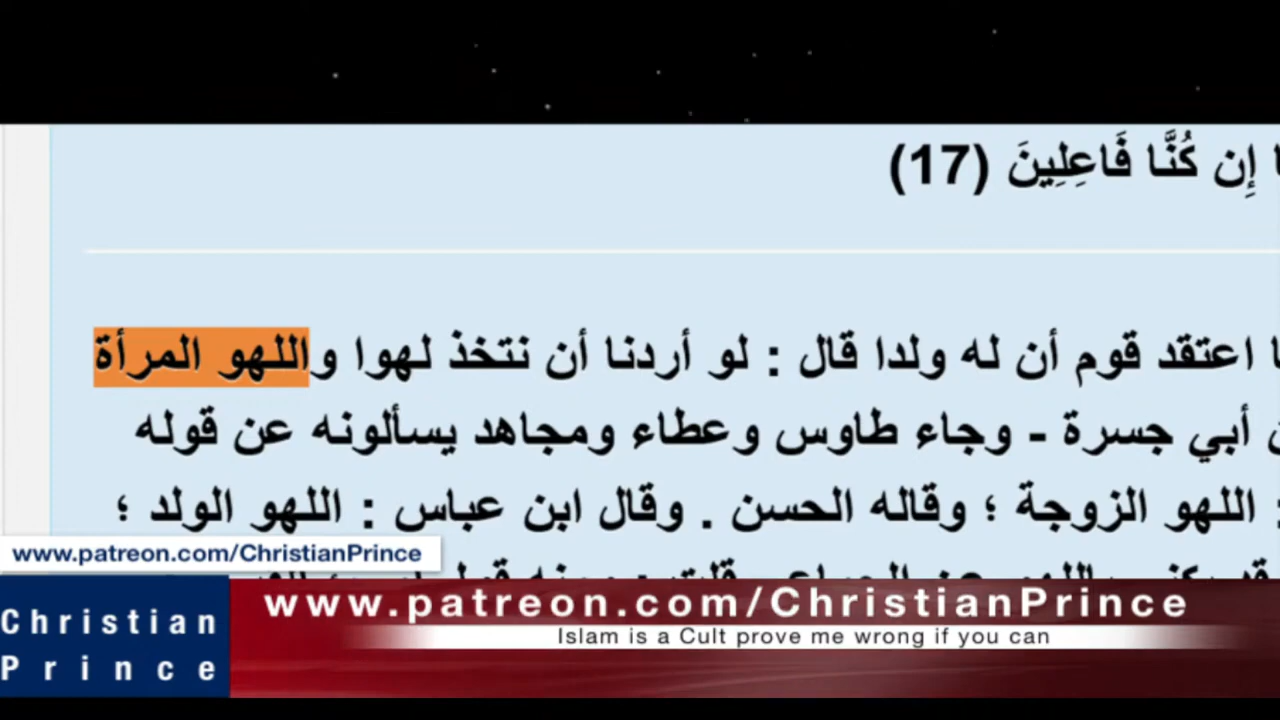 إِن كُنَّا فَاعِلِينَ (17)
اعتقد قوم أن له ولدا قال : لو أردنا أن نتخذ لهوا واللهو المرأة
أبي جسرة - وجاء طاوس وعطاء ومجاهد يسألونه عن قوله
: اللهو الزوجة ؛ وقاله الحسن . وقال ابن عباس : اللهو الولد ؛
www.patreon.com/ChristianPrince
www.patreon.com/ChristianPrince
Christian
Prince
Islam is a Cult prove me wrong if you can